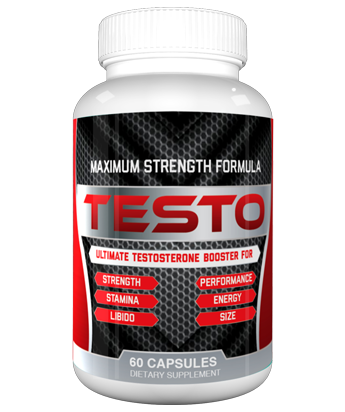 MAXIMUM STRENGTH FORMULA
TESTO
ULTIMATE TESTOSTERONE BOOSTER FOR
STRENGTH PERFORMANCE
STAMINA ENERGY
LIBIDO SIZE
60 CAPSULES
DIETARY SUPPLEMENT